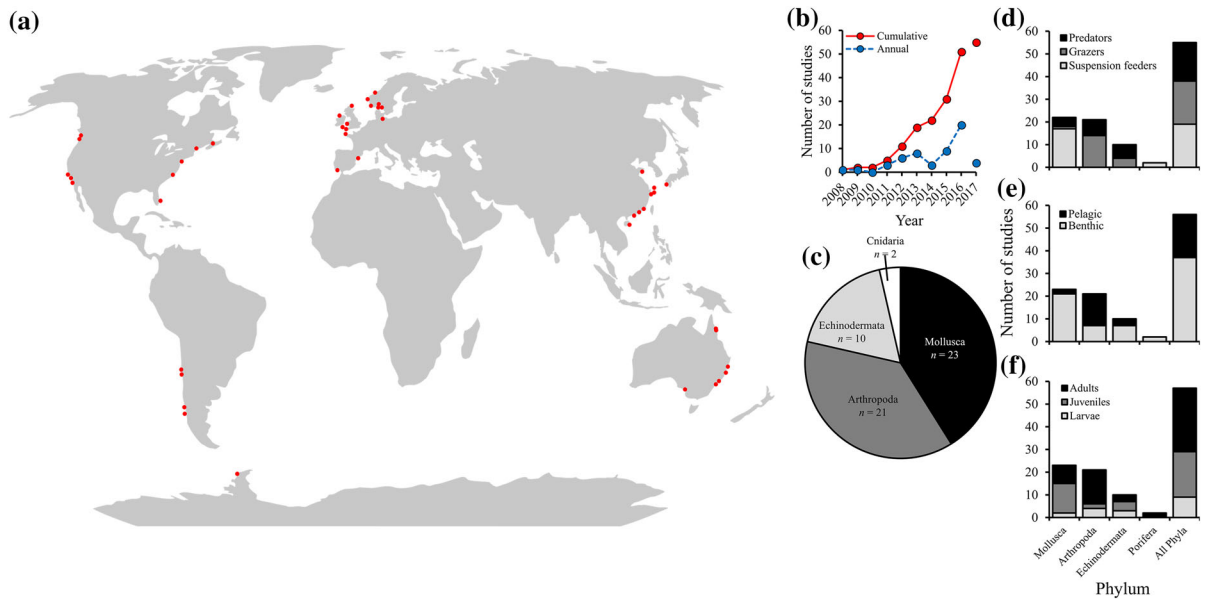 (a)
(b)
Number of studies
60
50
40
30
20
10
0
Cumulative
Annual
2008
2009
2010
2011
2012
2013
2014
2015
2016
2017
Year
(c)
Cnidaria
n = 2
Echinodermata
n = 10
Mollusca
n = 23
Arthropoda
n = 21
(d)
60
50
40
30
20
10
0
Predators
Grazers
Suspension feeders
(e)
Number of studies
60
50
40
30
20
10
0
Pelagic
Benthic
(f)
60
50
40
30
20
10
0
Adults
Juveniles
Larvae
Mollusca
Arthropoda
Echinodermata
Porifera
All Phyla
Phylum